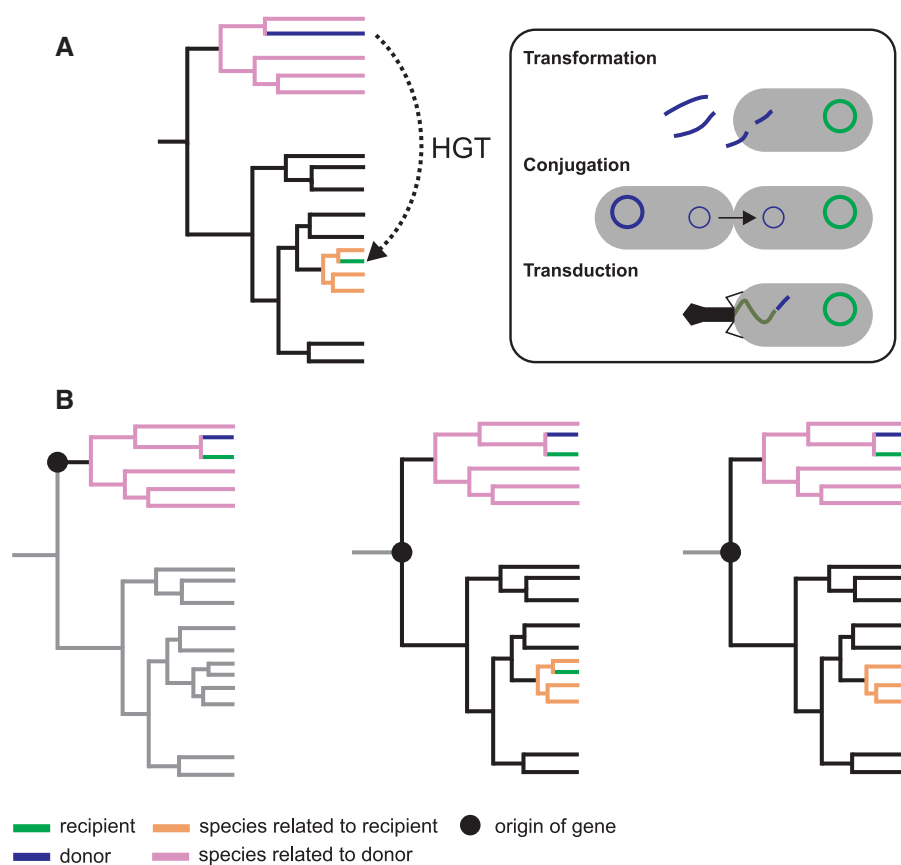 A
HGT
Transformation
Conjugation
Transduction
B
recipient
species related to recipient
origin of gene
donor
species related to donor